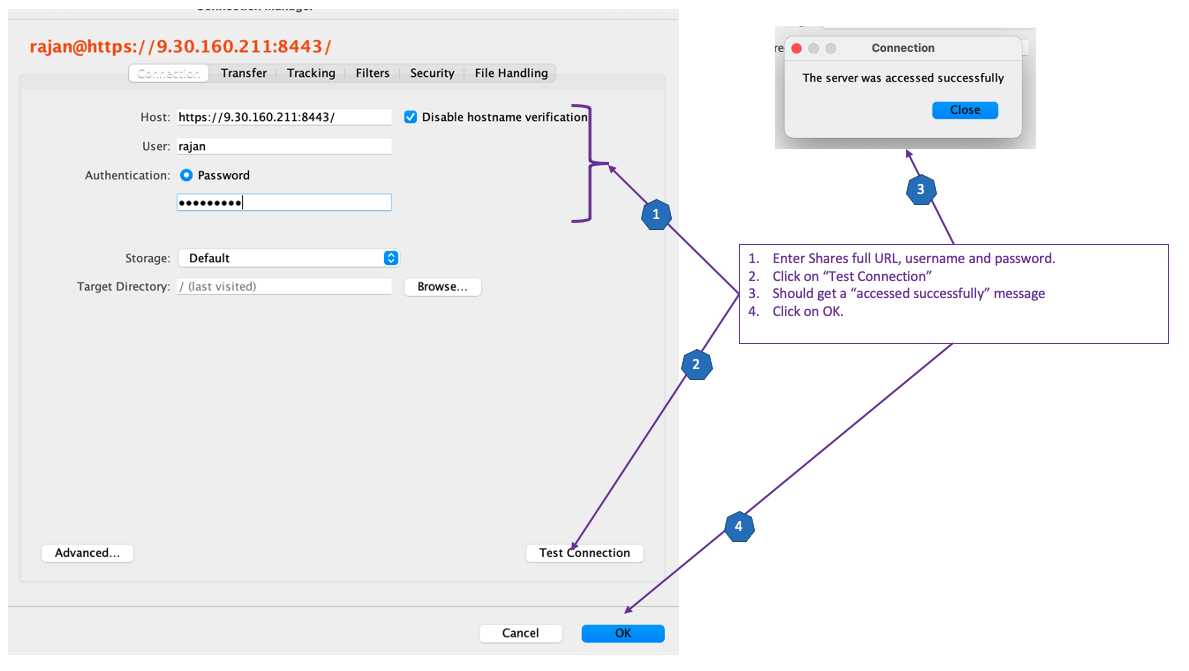 Connection Manager
rajan@https://9.30.160.211:8443/
Connection Transfer Tracking Filters Security File Handling
Host: https://9.30.160.211:8443/ Disable hostname verification
User: rajan
Authentication: Password
Storage: Default
Target Directory: / (last visited) Browse...
Advanced... Test Connection
Cancel OK
Connection
The server was accessed successfully
Close
1
2
3
4
1. Enter Shares full URL, username and password.
2. Click on “Test Connection”
3. Should get a “accessed successfully” message
4. Click on OK.